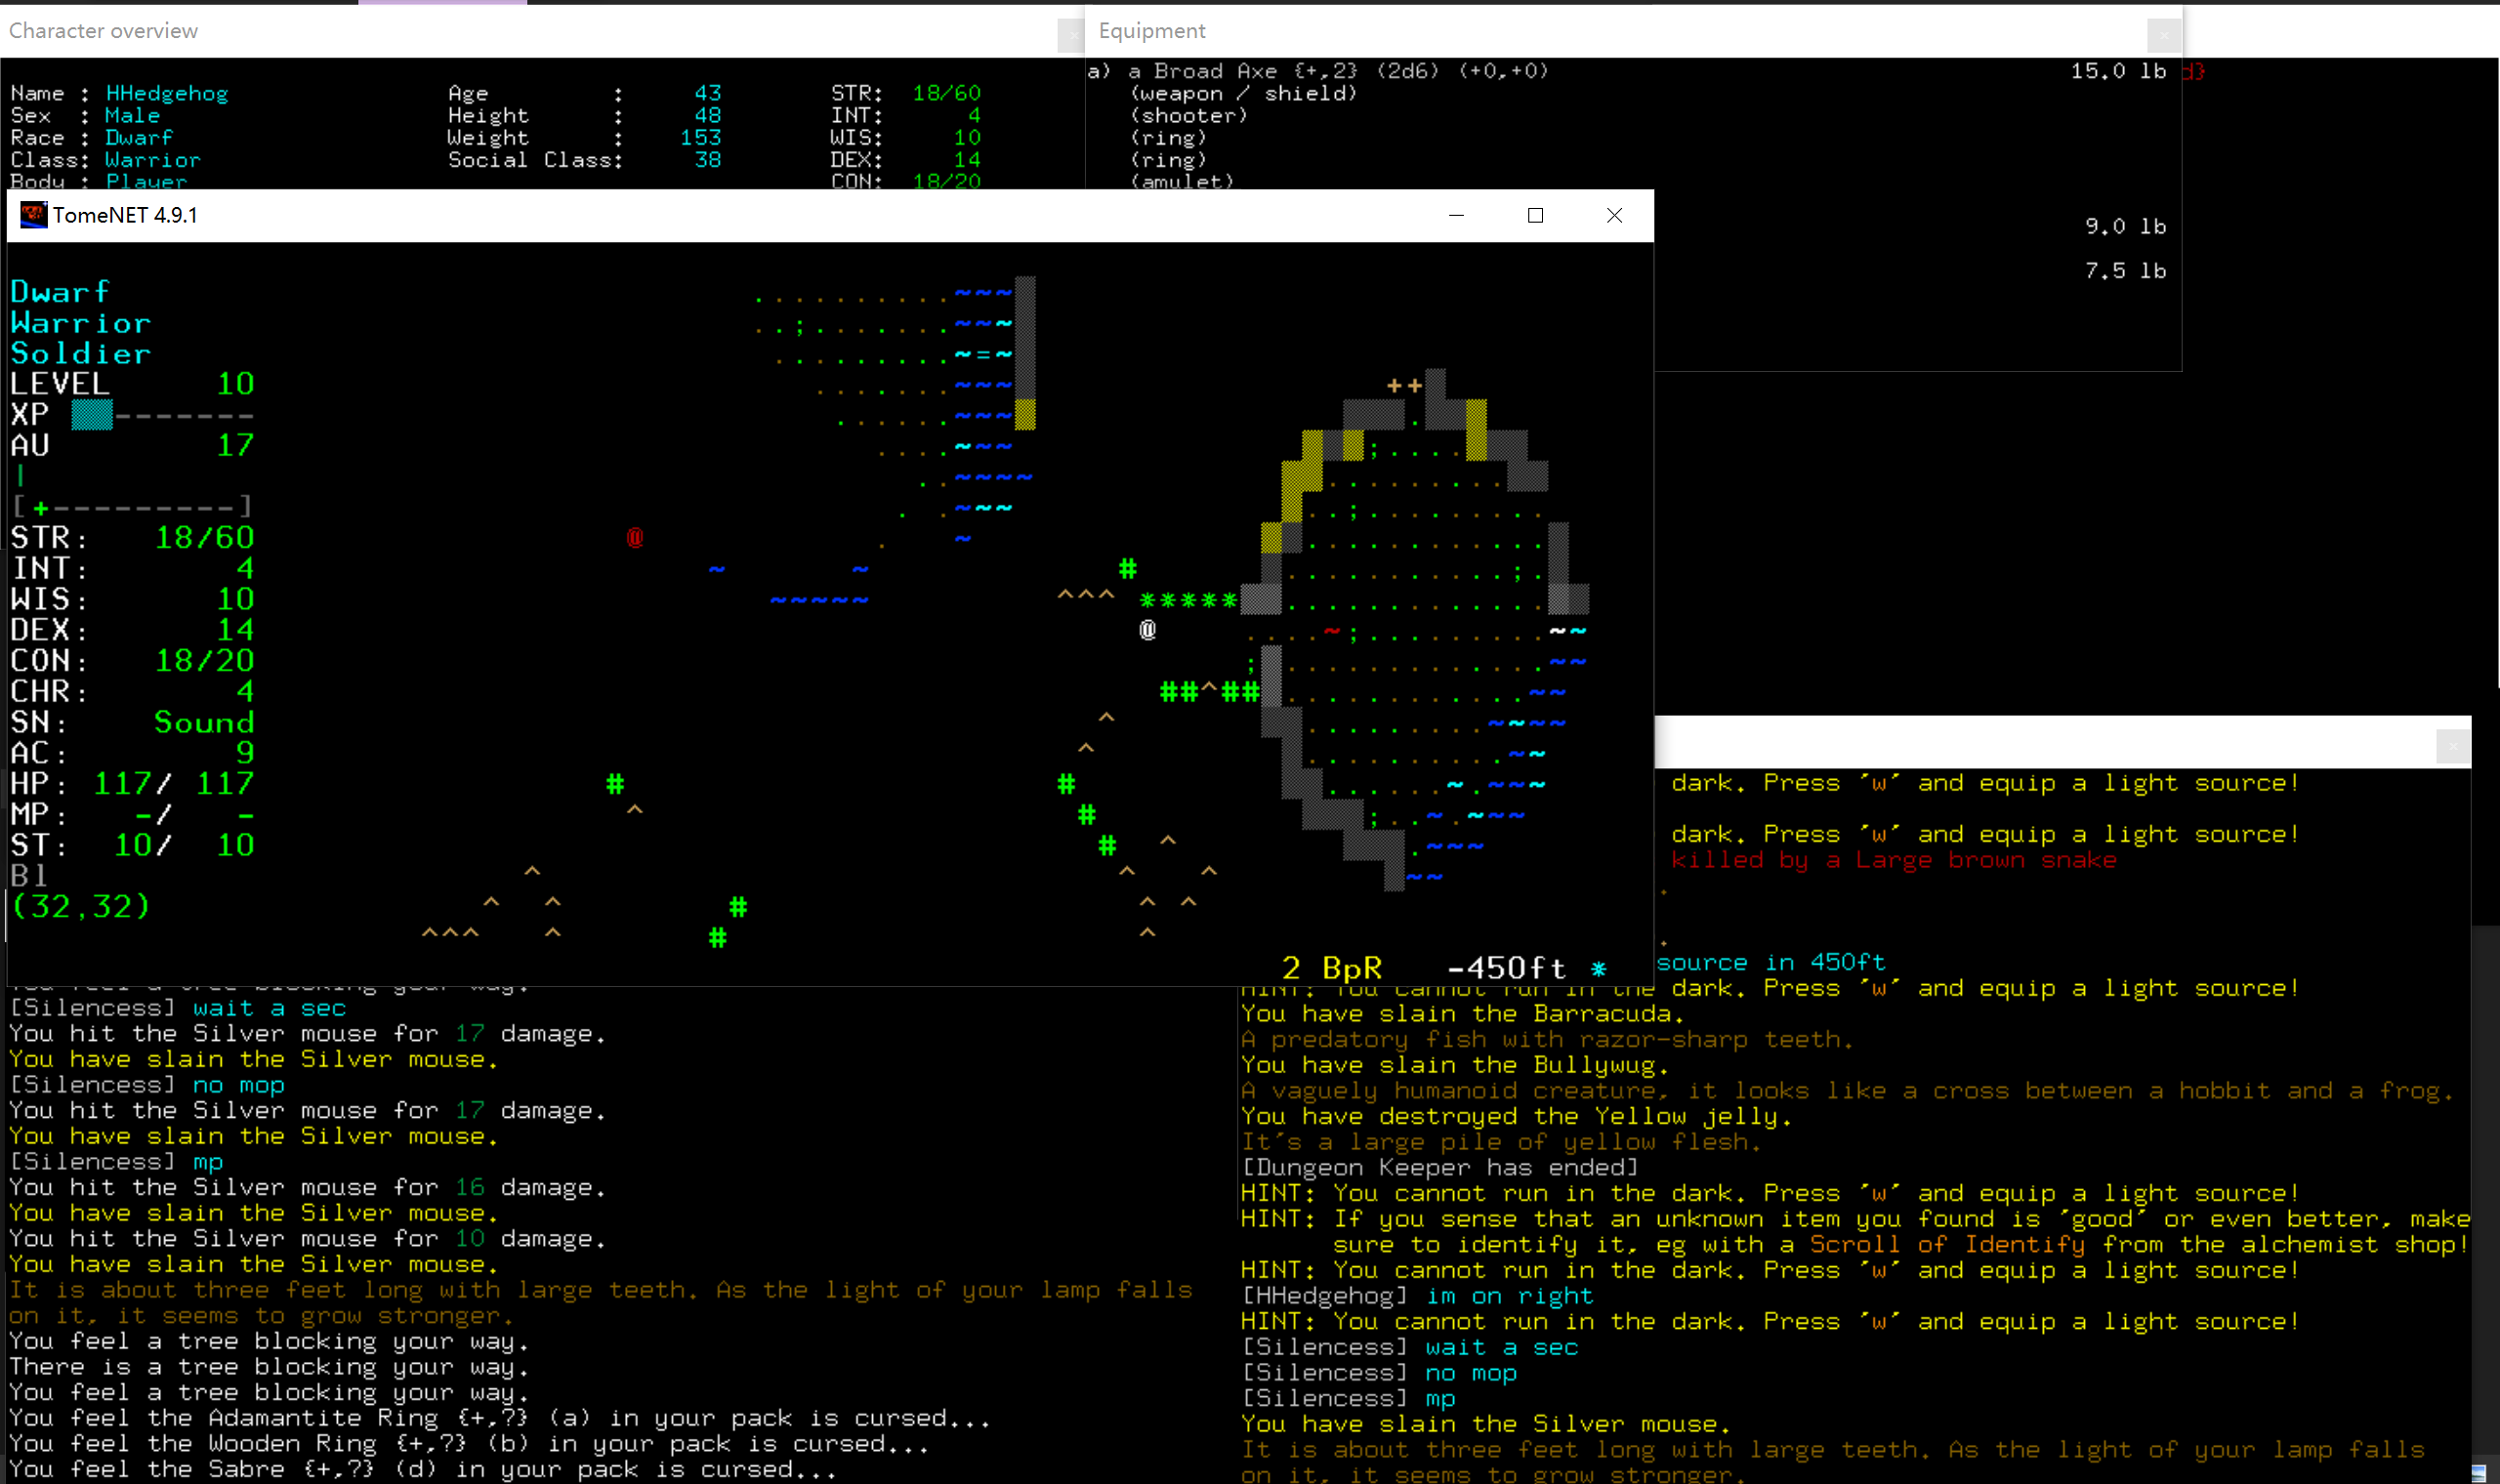 Character overview
Name : HHedgehog Age : 43 STR: 18/60
Sex : Male Height : 48 INT: 4
Race : Dwarf Weight : 153 WIS: 10
Class: Warrior Social Class: 38 DEX: 14
Body : Player CON: 18/20
Equipment
a) a Broad Axe {+,2} (2d6) (+0,+0) 15.0 lb
(weapon / shield)
(shooter)
(ring)
(ring)
(amulet)
9.0 lb
7.5 lb
d}
TomeNET 4.9.1
Dwarf
Warrior
Soldier
LEVEL 10
XP
AU 17
STR: 18/60
INT: 4
WIS: 10
DEX: 14
CON: 18/20
CHR: 4
SN: Sound
AC: 9
HP: 117/ 117
MP: -/ -
ST: 10/ 10
Bl
(32,32)
2 BpR -450ft *
You feel a tree blocking your way.
[Silencess] wait a sec
You hit the Silver mouse for 17 damage.
You have slain the Silver mouse.
[Silencess] no mop
You hit the Silver mouse for 17 damage.
You have slain the Silver mouse.
[Silencess] mp
You hit the Silver mouse for 16 damage.
You have slain the Silver mouse.
You hit the Silver mouse for 10 damage.
You have slain the Silver mouse.
It is about three feet long with large teeth. As the light of your lamp falls
on it, it seems to grow stronger.
You feel a tree blocking your way.
There is a tree blocking your way.
You feel a tree blocking your way.
You feel the Adamantite Ring {+,?} (a) in your pack is cursed...
You feel the Wooden Ring {+,?} (b) in your pack is cursed...
You feel the Sabre {+,?} (d) in your pack is cursed...
dark. Press 'w' and equip a light source!
dark. Press 'w' and equip a light source!
killed by a Large brown snake
source in 450ft
HINT: You cannot run in the dark. Press 'w' and equip a light source!
You have slain the Barracuda.
A predatory fish with razor-sharp teeth.
You have slain the Bullywug.
A vaguely humanoid creature, it looks like a cross between a hobbit and a frog.
You have destroyed the Yellow jelly.
It's a large pile of yellow flesh.
[Dungeon Keeper has ended]
HINT: You cannot run in the dark. Press 'w' and equip a light source!
HINT: If you sense that an unknown item you found is 'good' or even better, make
sure to identify it, eg with a Scroll of Identify from the alchemist shop!
HINT: You cannot run in the dark. Press 'w' and equip a light source!
[HHedgehog] im on right
HINT: You cannot run in the dark. Press 'w' and equip a light source!
[Silencess] wait a sec
[Silencess] no mop
[Silencess] mp
You have slain the Silver mouse.
It is about three feet long with large teeth. As the light of your lamp falls
on it, it seems to grow stronger.